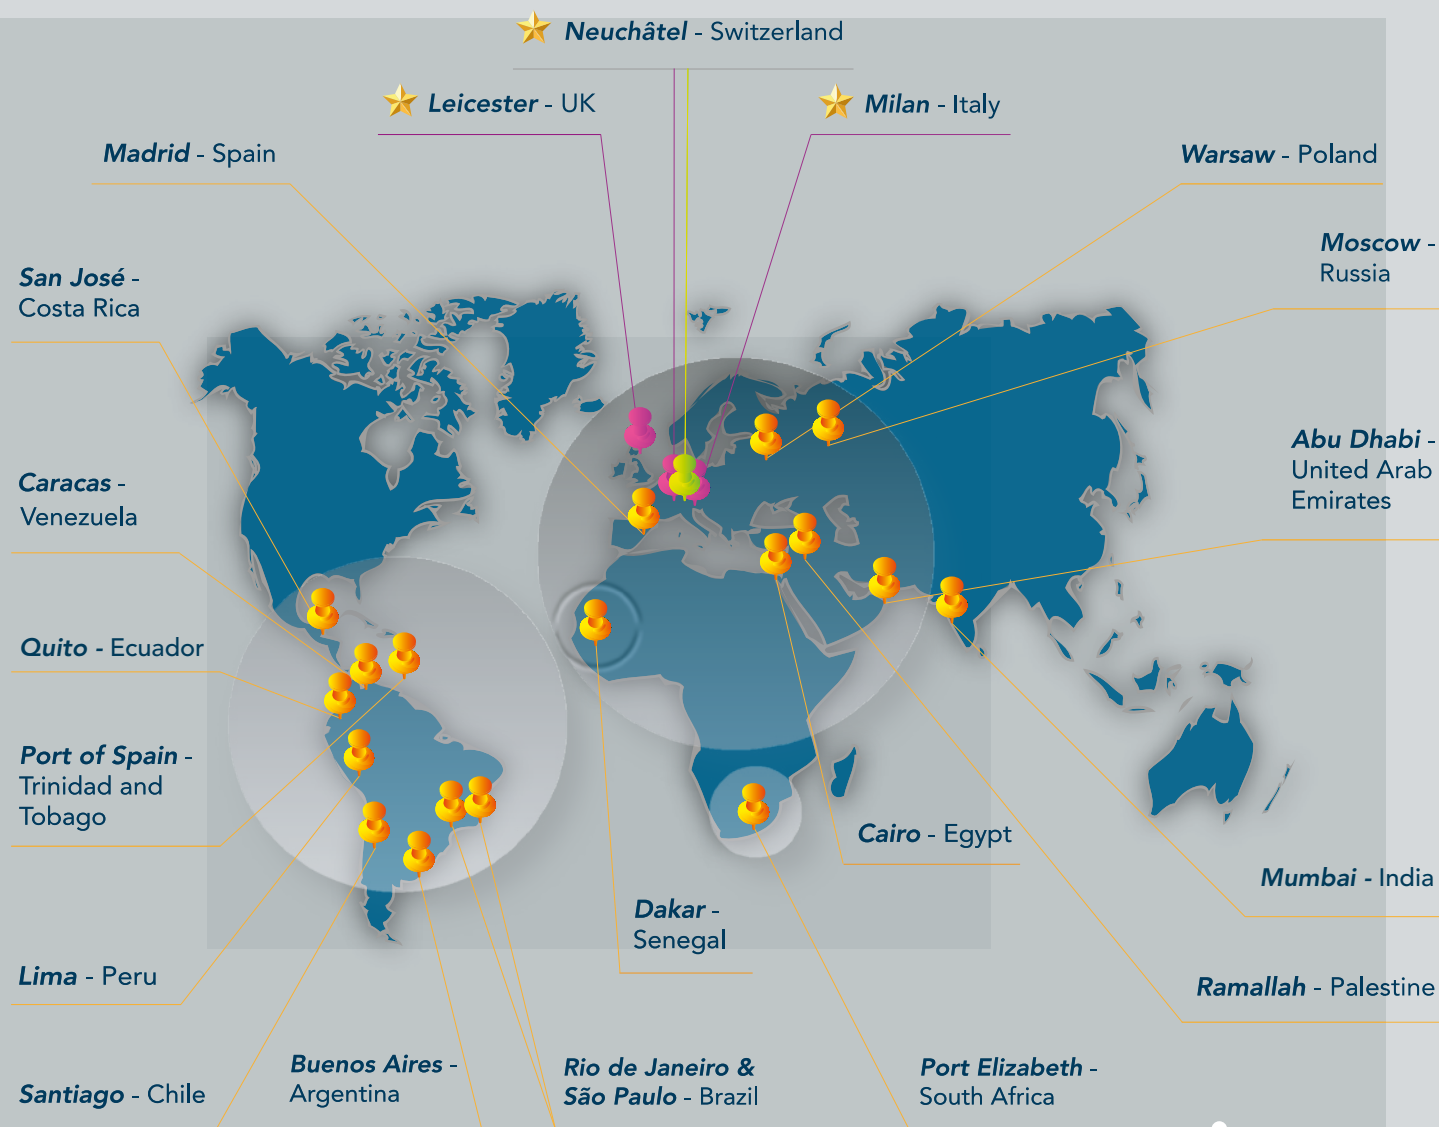 Neuchâtel - Switzerland
Leicester - UK
Milan - Italy
Madrid - Spain
Warsaw - Poland
Moscow -
Russia
San José -
Costa Rica
Abu Dhabi -
United Arab
Emirates
Caracas -
Venezuela
Quito - Ecuador
Port of Spain -
Trinidad and
Tobago
Cairo - Egypt
Mumbai - India
Dakar -
Senegal
Lima - Peru
Ramallah - Palestine
Santiago - Chile
Buenos Aires -
Argentina
Rio de Janeiro &
São Paulo - Brazil
Port Elizabeth -
South Africa